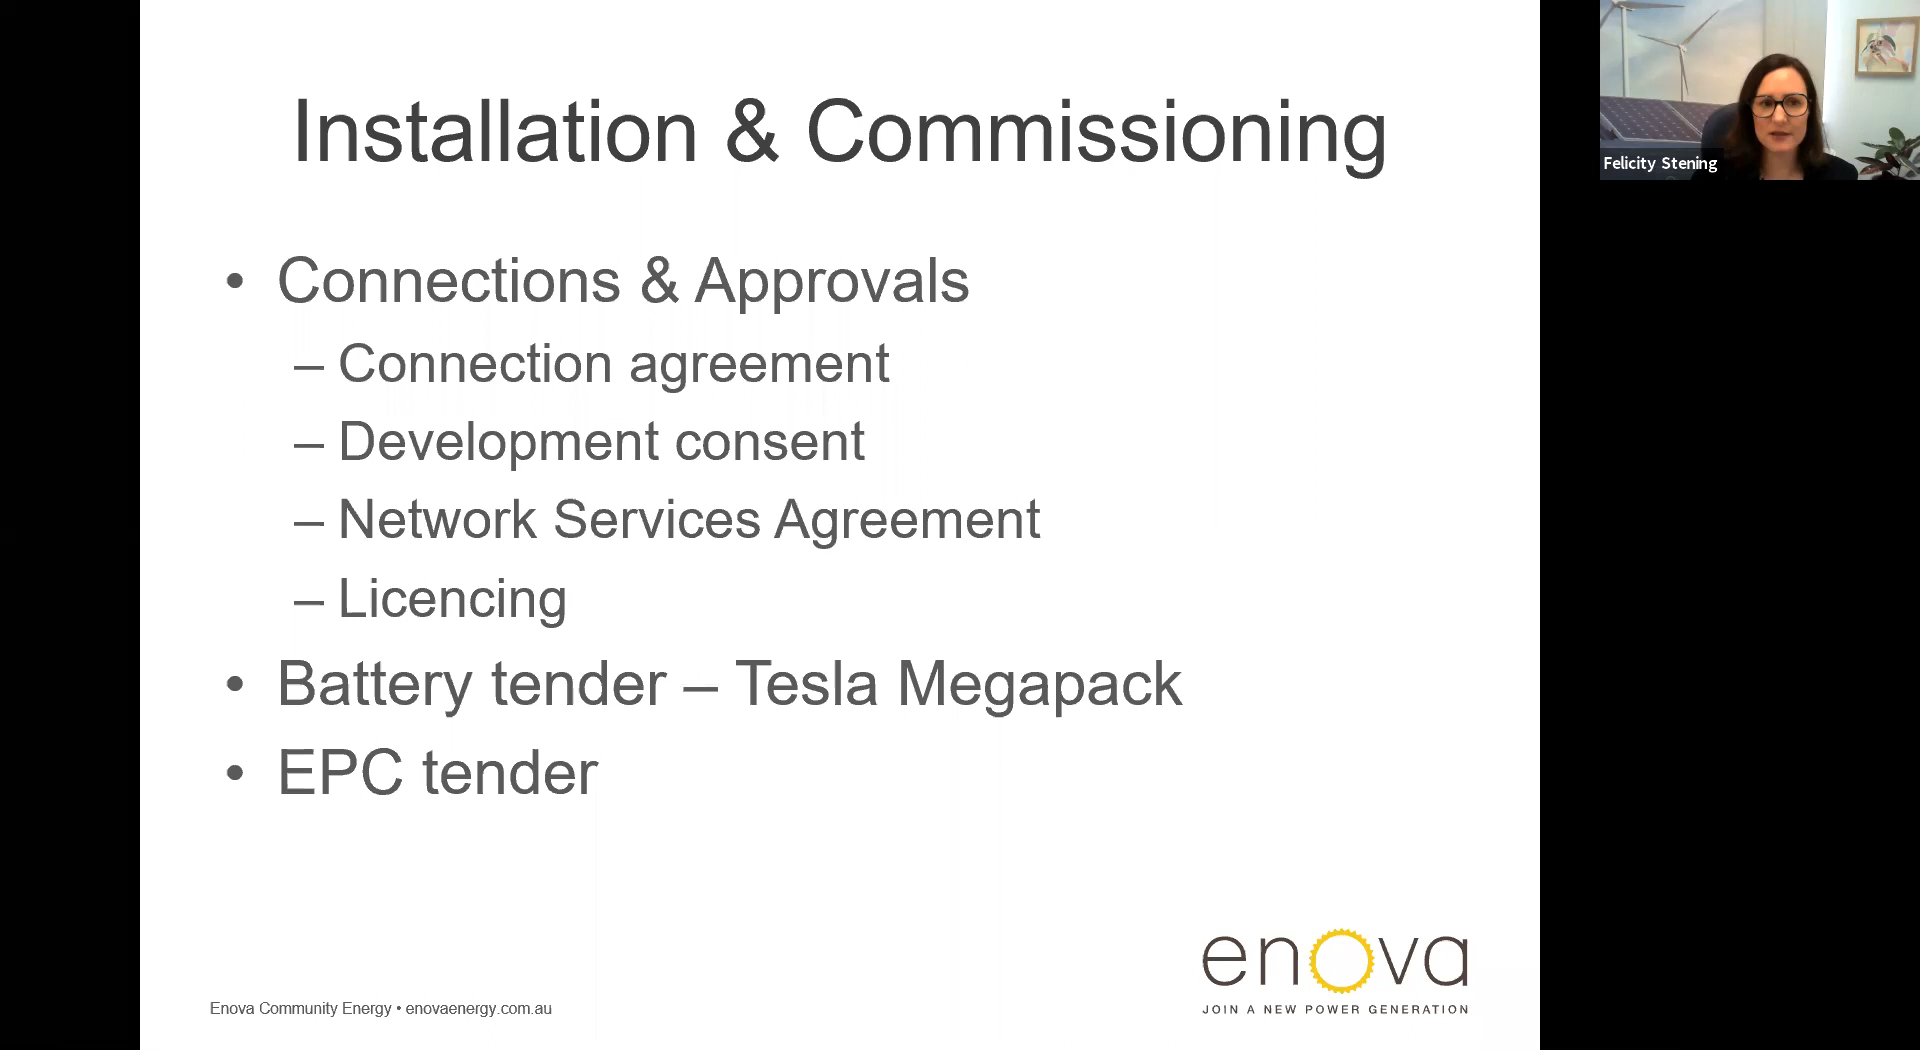 Installation & Commissioning
• Connections & Approvals
– Connection agreement
– Development consent
– Network Services Agreement
– Licencing
• Battery tender – Tesla Megapack
• EPC tender
Enova Community Energy • enovaenergy.com.au
enova
JOIN A NEW POWER GENERATION
Felicity Stening